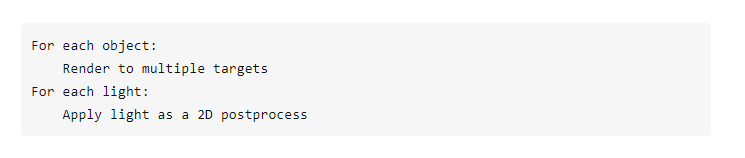 For each object:
    Render to multiple targets
For each light:
    Apply light as a 2D postprocess